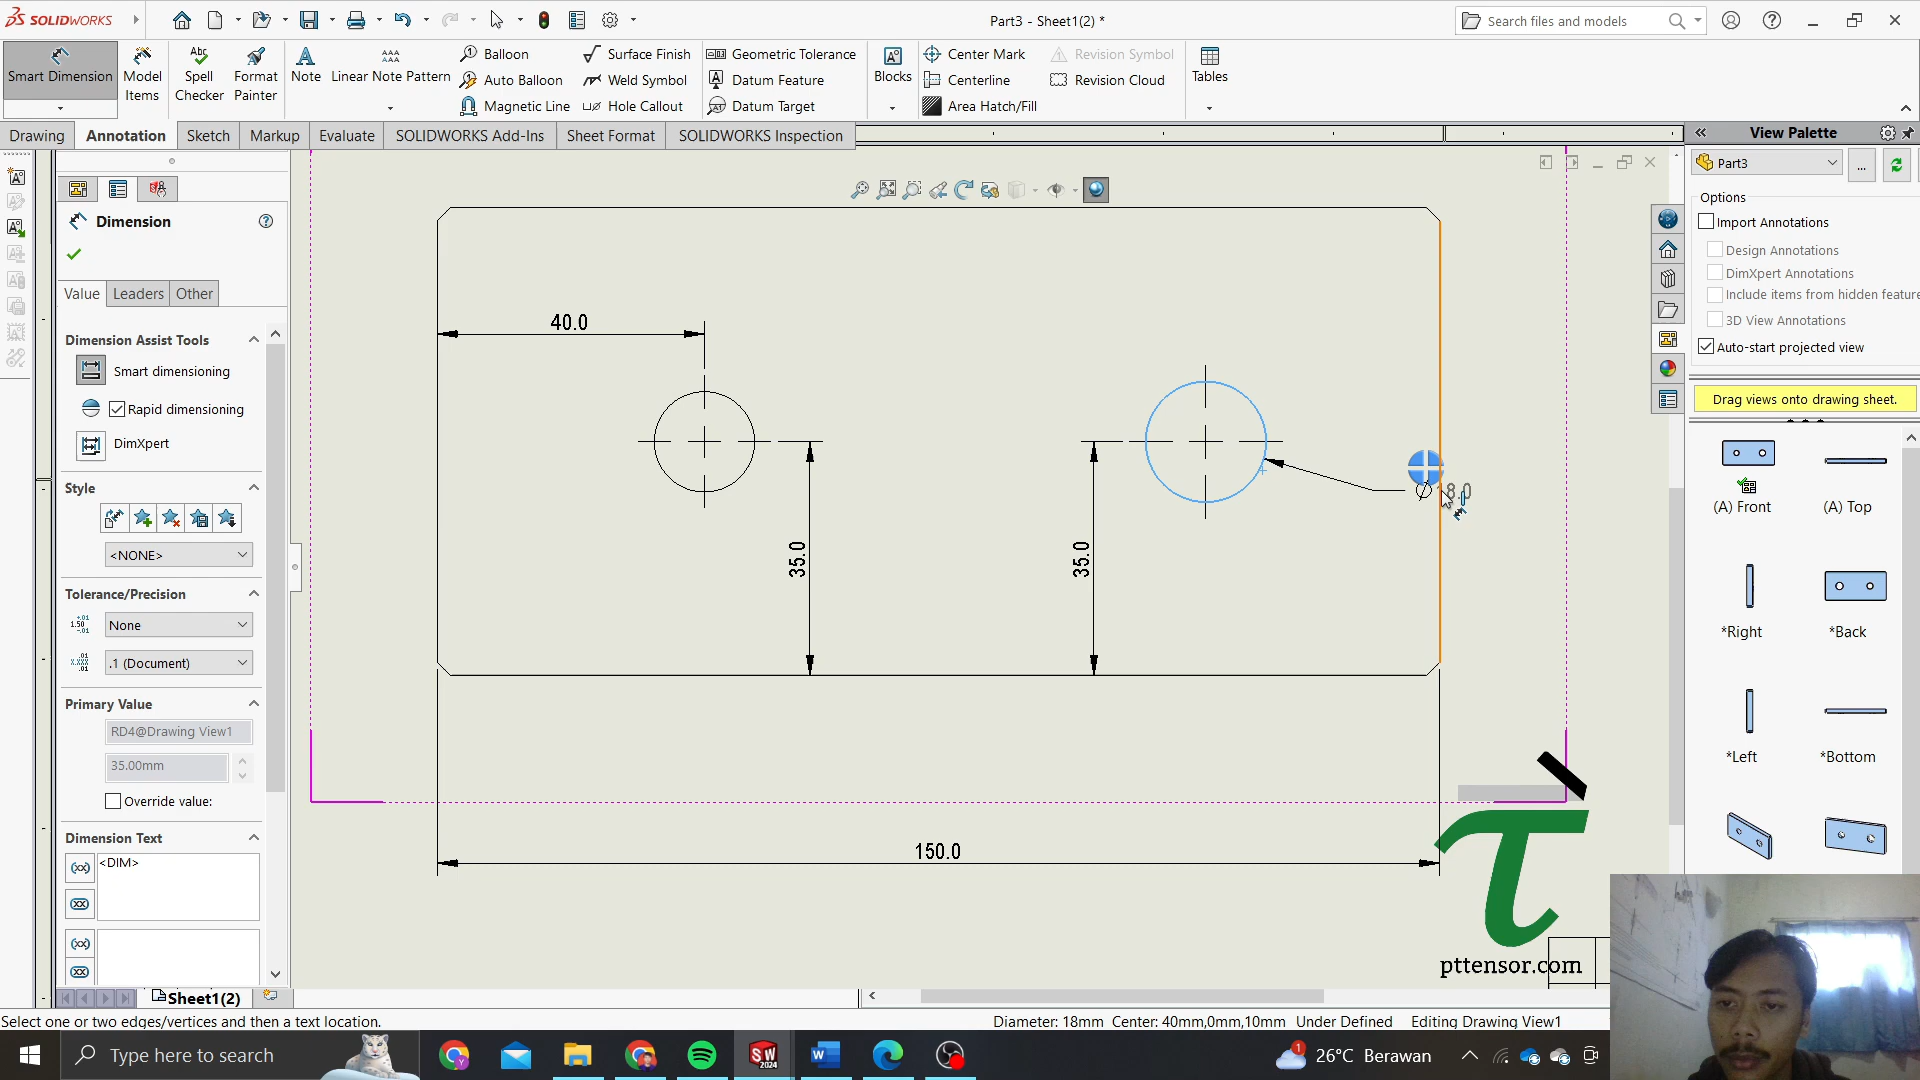 SOLIDWORKS
Part3 - Sheet1(2) *
Search files and models
Smart Dimension
Model Items
Spell Checker
Format Painter
Note
Linear Note Pattern
Balloon
Auto Balloon
Magnetic Line
Surface Finish
Weld Symbol
Hole Callout
Geometric Tolerance
Datum Feature
Datum Target
Blocks
Center Mark
Centerline
Area Hatch/Fill
Revision Symbol
Revision Cloud
Tables
Drawing
Annotation
Sketch
Markup
Evaluate
SOLIDWORKS Add-Ins
Sheet Format
SOLIDWORKS Inspection
View Palette
Part3
...
Options
Import Annotations
Design Annotations
DimXpert Annotations
Include items from hidden feature
3D View Annotations
Auto-start projected view
Drag views onto drawing sheet.
(A) Front
(A) Top
*Right
*Back
*Left
*Bottom
Dimension
Value
Leaders
Other
Dimension Assist Tools
Smart dimensioning
Rapid dimensioning
DimXpert
Style
<NONE>
Tolerance/Precision
None
.1 (Document)
Primary Value
RD4@Drawing View1
35.00mm
Override value:
Dimension Text
<DIM>
40.0
35.0
35.0
150.0
pttensor.com
Sheet1(2)
Select one or two edges/vertices and then a text location.
Diameter: 18mm Center: 40mm,0mm,10mm
Under Defined
Editing Drawing View1
Type here to search
SW 2024
26°C Berawan